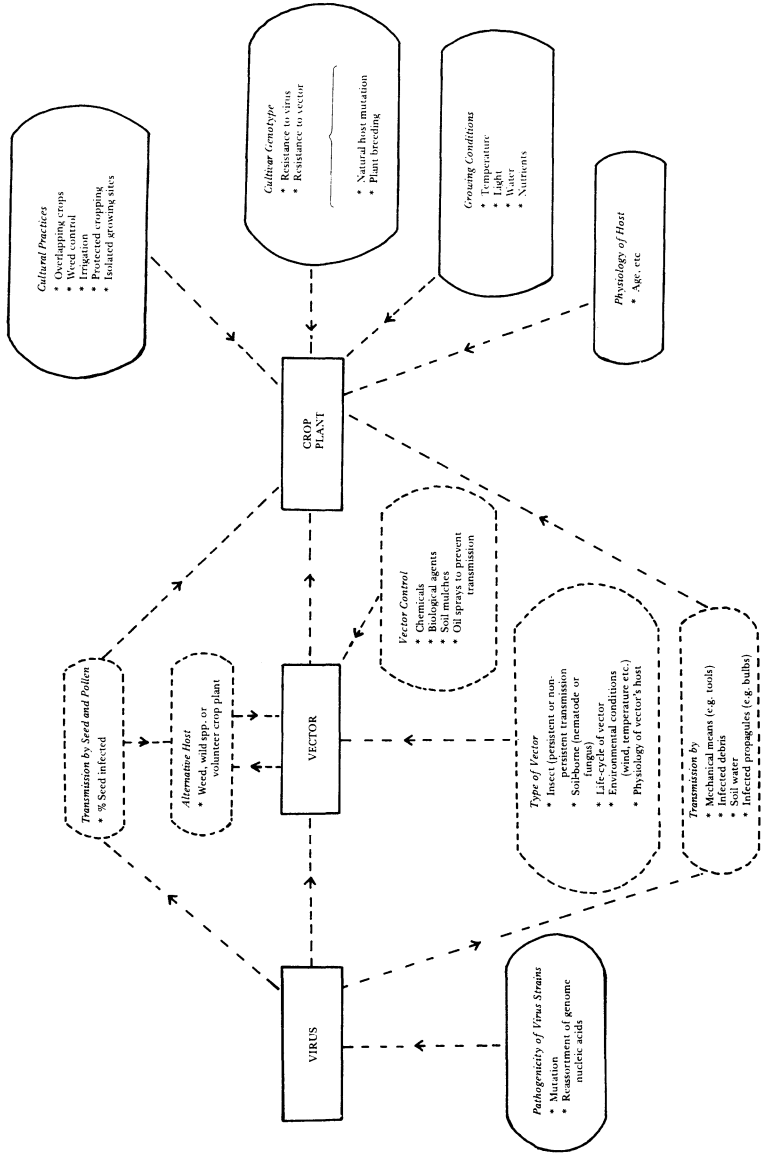 Cultural Practices
* Overlapping crops
* Weed control
* Irrigation
* Protected cropping
* Isolated growing sites
Cultivar Genotype
* Resistance to virus
* Resistance to vector
* Natural host mutation
* Plant breeding
Growing Conditions
* Temperature
* Light
* Water
* Nutrients
Physiology of Host
* Age, etc
CROP
PLANT
Transmission by Seed and Pollen
* % Seed infected
Alternative Host
* Weed, wild spp. or
volunteer crop plant
VECTOR
Vector Control
* Chemicals
* Biological agents
* Soil mulches
* Oil sprays to prevent
transmission
Type of Vector
* Insect (persistent or non-
persistent transmission
* Soil-borne (nematode or
fungus)
* Life-cycle of vector
* Environmental conditions
(wind, temperature etc.)
* Physiology of vector's host
Transmission by
* Mechanical means (e.g. tools)
* Infected debris
* Soil water
* Infected propagules (e.g. bulbs)
VIRUS
Pathogenicity of Virus Strains
* Mutation
* Reassortment of genome
nucleic acids